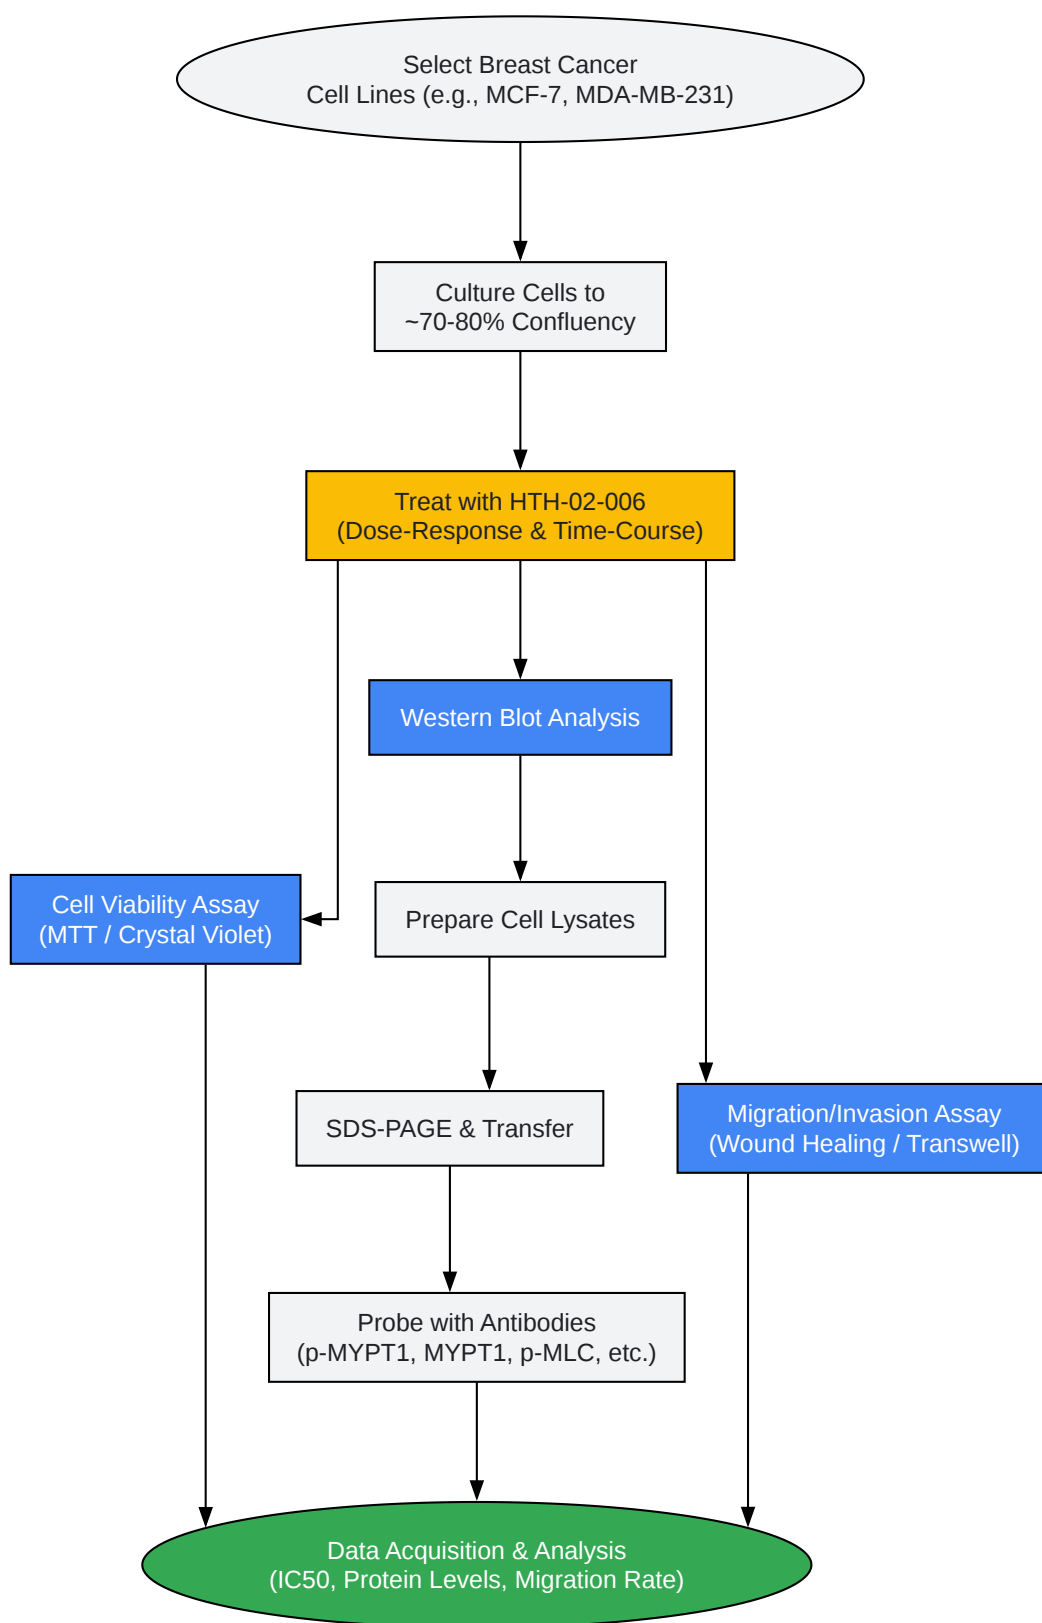 Select Breast Cancer
Cell Lines (e.g., MCF-7, MDA-MB-231)
Culture Cells to
~70-80% Confluency
Treat with HTH-02-006
(Dose-Response & Time-Course)
Western Blot Analysis
Cell Viability Assay
(MTT / Crystal Violet)
Prepare Cell Lysates
SDS-PAGE & Transfer
Migration/Invasion Assay
(Wound Healing / Transwell)
Probe with Antibodies
(p-MYPT1, MYPT1, p-MLC, etc.)
Data Acquisition & Analysis
(IC50, Protein Levels, Migration Rate)